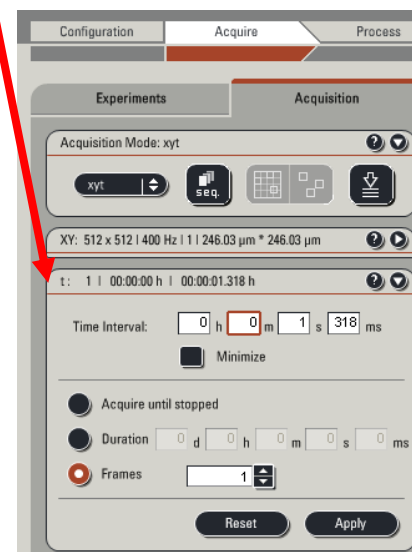 Configuration Acquire Process
Experiments Acquisition
Acquisition Mode: xyt
xyt seq.
XY: 512 x 512 | 400 Hz | 1 | 246.03 µm * 246.03 µm
t: 1 | 00:00:00 h | 00:00:01.318 h
Time Interval: 0 h 0 m 1 s 318 ms
Minimize
Acquire until stopped
Duration 0 d 0 h 0 m 0 s 0 ms
Frames 1
Reset Apply